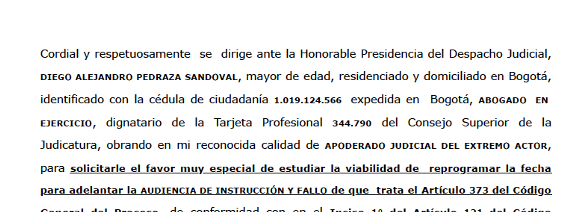 Cordial y respetuosamente se dirige ante la Honorable Presidencia del Despacho Judicial,
DIEGO ALEJANDRO PEDRAZA SANDOVAL, mayor de edad, residenciado y domiciliado en Bogotá,
identificado con la cédula de ciudadanía 1.019.124.566 expedida en Bogotá, ABOGADO EN
EJERCICIO, dignatario de la Tarjeta Profesional 344.790 del Consejo Superior de la
Judicatura, obrando en mi reconocida calidad de APODERADO JUDICIAL DEL EXTREMO ACTOR,
para solicitarle el favor muy especial de estudiar la viabilidad de reprogramar la fecha
para adelantar la AUDIENCIA DE INSTRUCCIÓN Y FALLO de que trata el Artículo 373 del Código
General del Proceso, de conformidad con en el Inciso 1º del Artículo 121 del Código